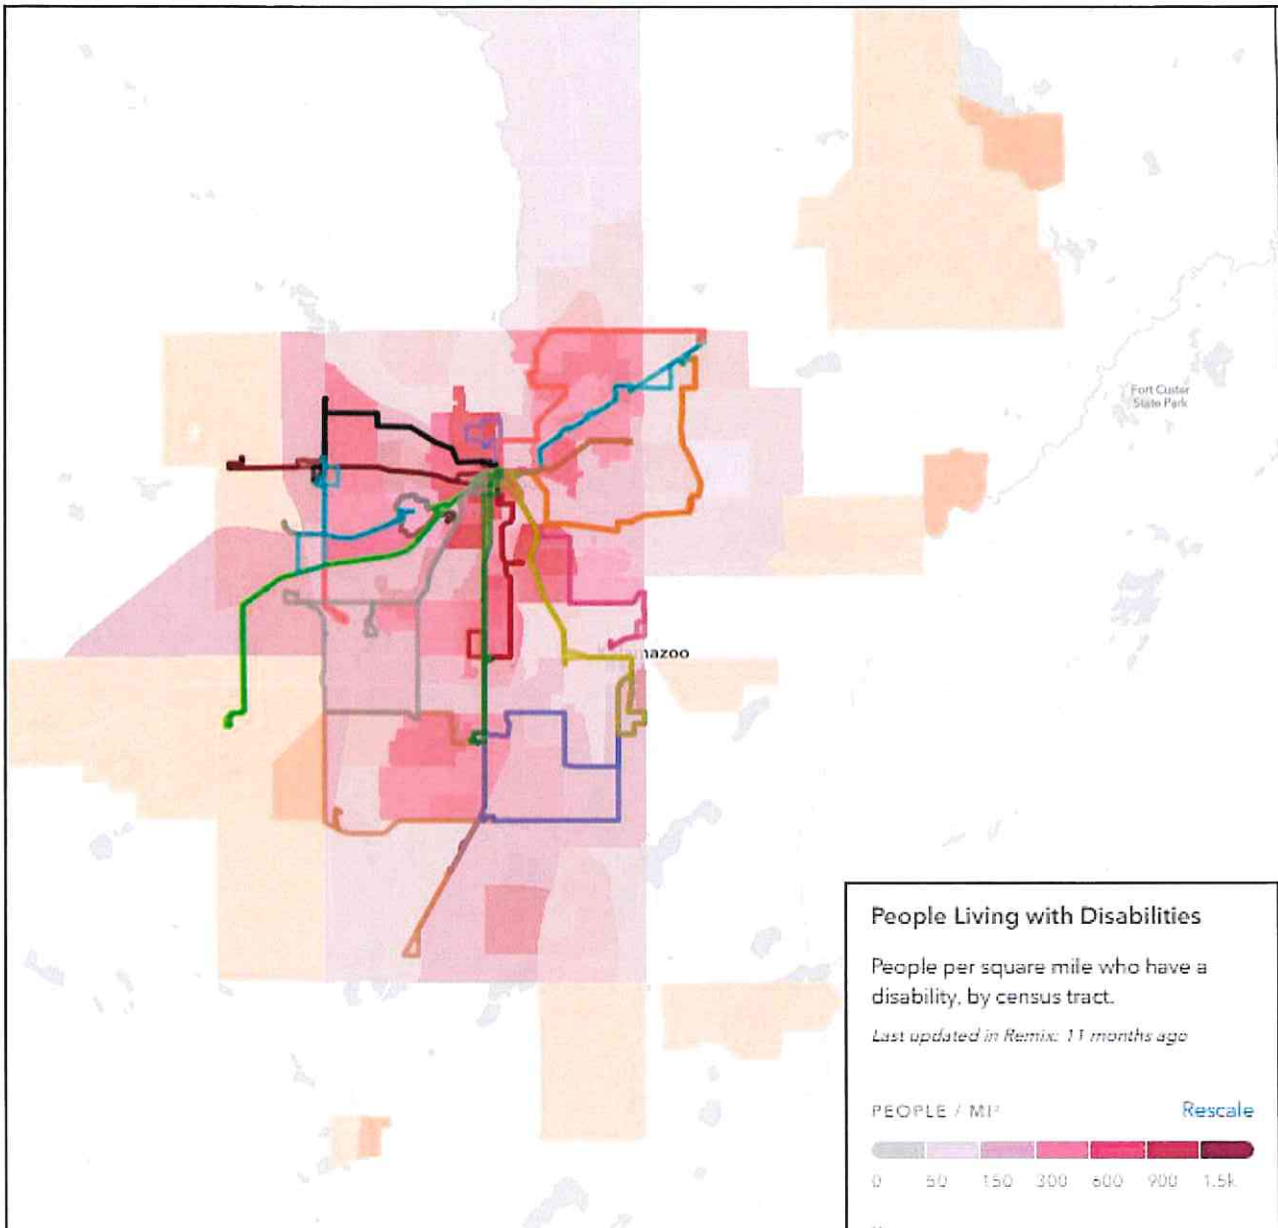 Fort Custer
State Park
mazoo
People Living with Disabilities
People per square mile who have a
disability, by census tract.
Last updated in Remix: 11 months ago
PEOPLE / MI²
Rescale
0 50 150 300 600 900 1.5k